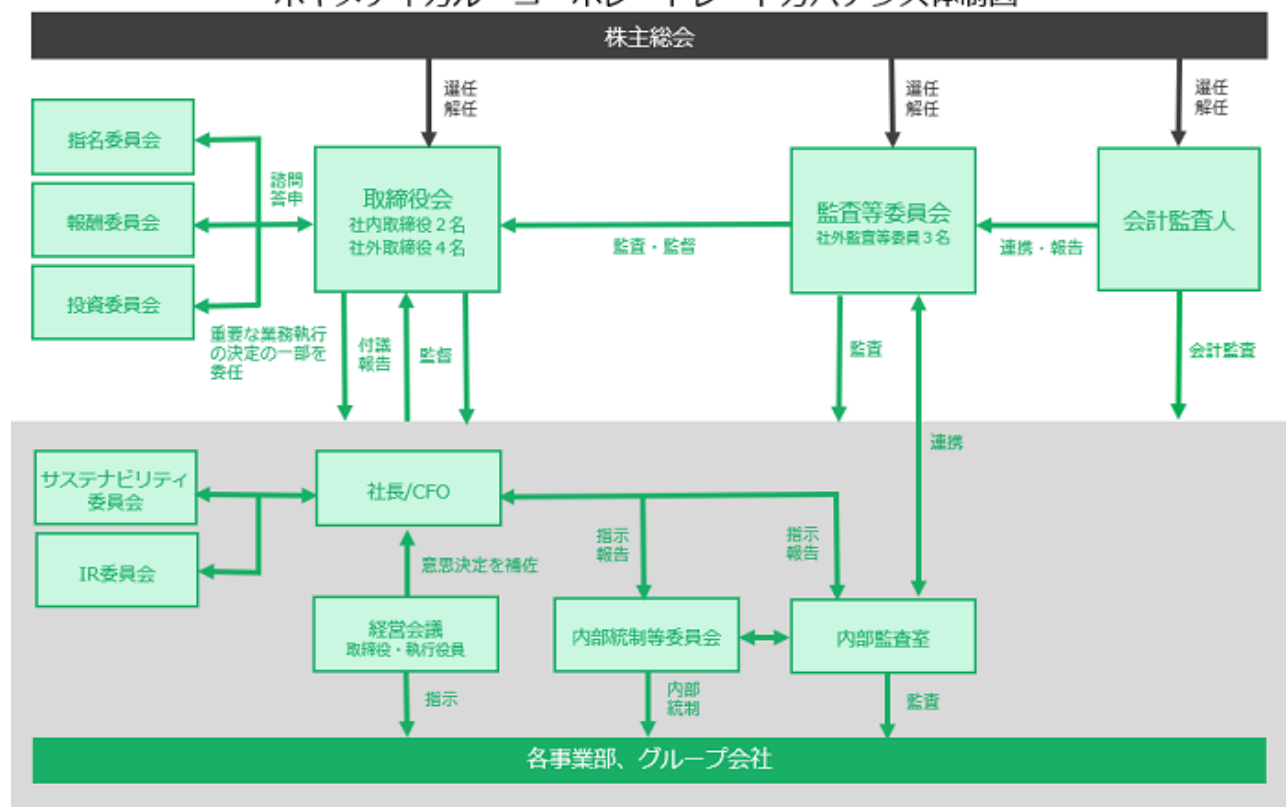 株主総会
選任
解任
選任
解任
選任
解任
指名委員会
報酬委員会
投資委員会
諮問
答申
取締役会
社内取締役２名
社外取締役４名
監査・監督
監査等委員会
社外監査等委員３名
連携・報告
会計監査人
重要な業務執行
の決定の一部を
委任
付議
報告
監督
監査
会計監査
連携
サステナビリティ
委員会
IR委員会
社長/CFO
指示
報告
指示
報告
意思決定を補佐
経営会議
取締役・執行役員
内部統制等委員会
内部監査室
指示
内部
統制
監査
各事業部、グループ会社